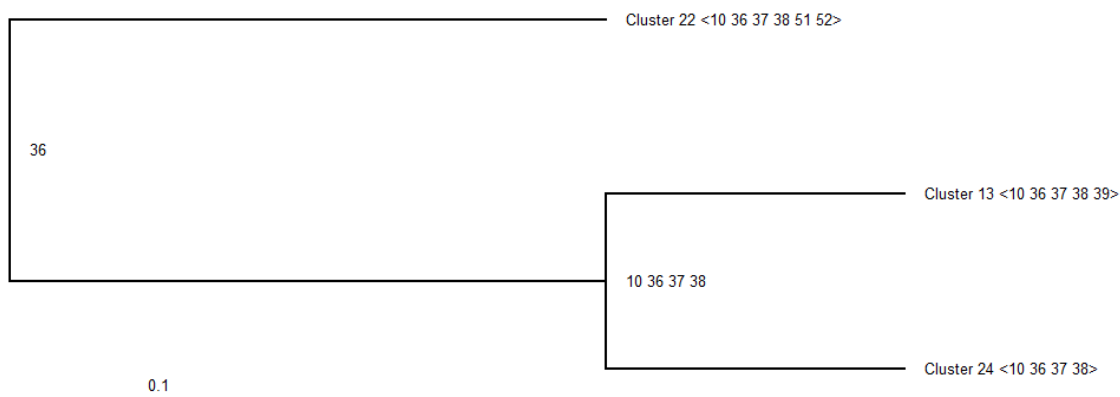 Cluster 22 <10 36 37 38 51 52>
36
Cluster 13 <10 36 37 38 39>
10 36 37 38
Cluster 24 <10 36 37 38>
0.1